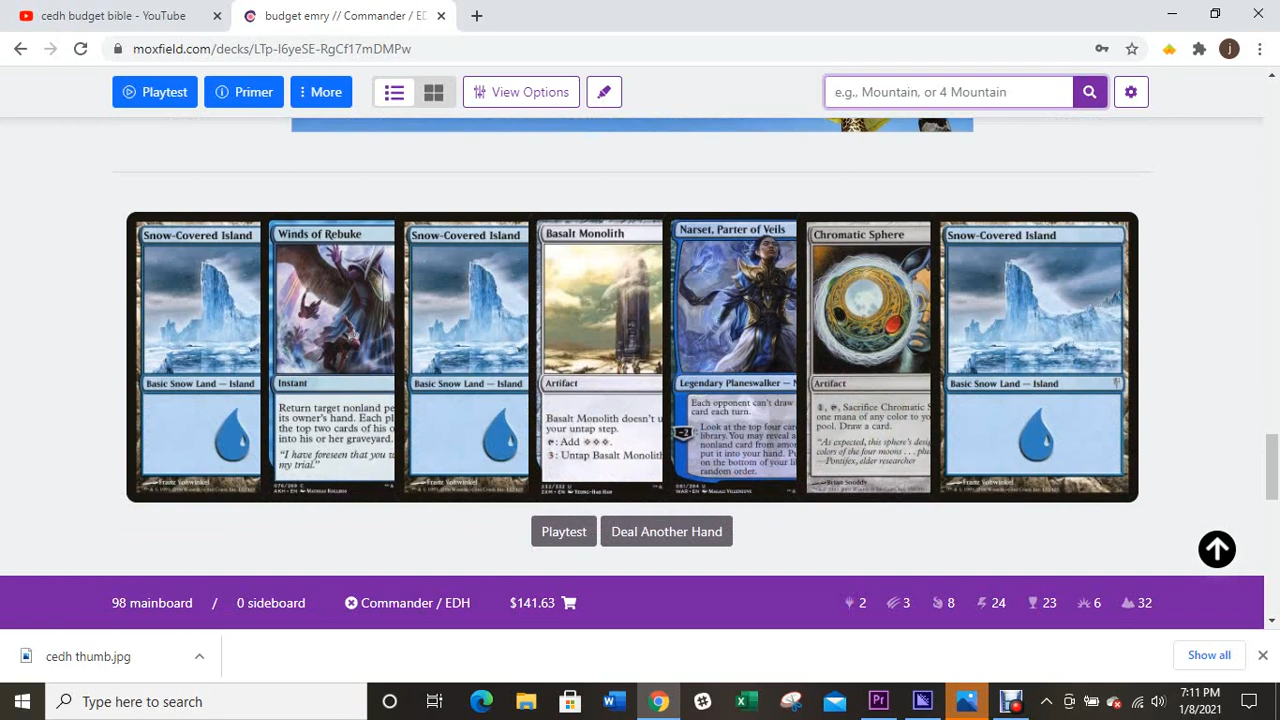 cedh budget bible - YouTube
budget emry // Commander / ED
moxfield.com/decks/LTp-l6yeSE-RgCf17mDMPw
Playtest
Primer
More
View Options
e.g., Mountain, or 4 Mountain
Snow-Covered Island
Basic Snow Land — Island
Winds of Rebuke
Instant
Return target nonland pe
its owner's hand. Each pl
the top two cards of his o
into his or her graveyard.
"I have foreseen that you w
my trial."
Snow-Covered Island
Basic Snow Land — Island
Basalt Monolith
Artifact
Basalt Monolith doesn't u
your untap step.
: Add
3: Untap Basalt Monolith
Narset, Parter of Veils
Legendary Planeswalker — N
Each opponent can't draw
card each turn.
-2
: Look at the top four car
library. You may reveal a
nonland card from amon
put it into your hand. Pu
on the bottom of your li
random order.
Chromatic Sphere
Artifact
Sacrifice Chromatic S
one mana of any color to y
pool. Draw a card.
"As expected, this sphere's desig
colors of the four moons . . . plu
—Pontifex, elder researcher
Snow-Covered Island
Basic Snow Land — Island
Playtest
Deal Another Hand
98 mainboard / 0 sideboard
Commander / EDH
$141.63
2
3
8
24
23
6
32
cedh thumb.jpg
Show all
Type here to search
7:11 PM
1/8/2021